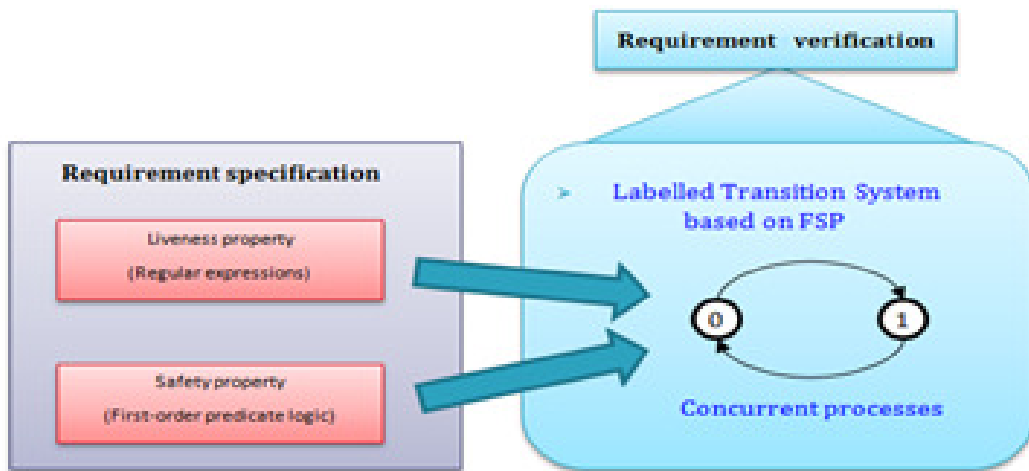 Requirement verification
Requirement specification
Liveness property
(Regular expressions)
Safety property
(First-order predicate logic)
➢ Labelled Transition System
based on FSP
0
1
Concurrent processes